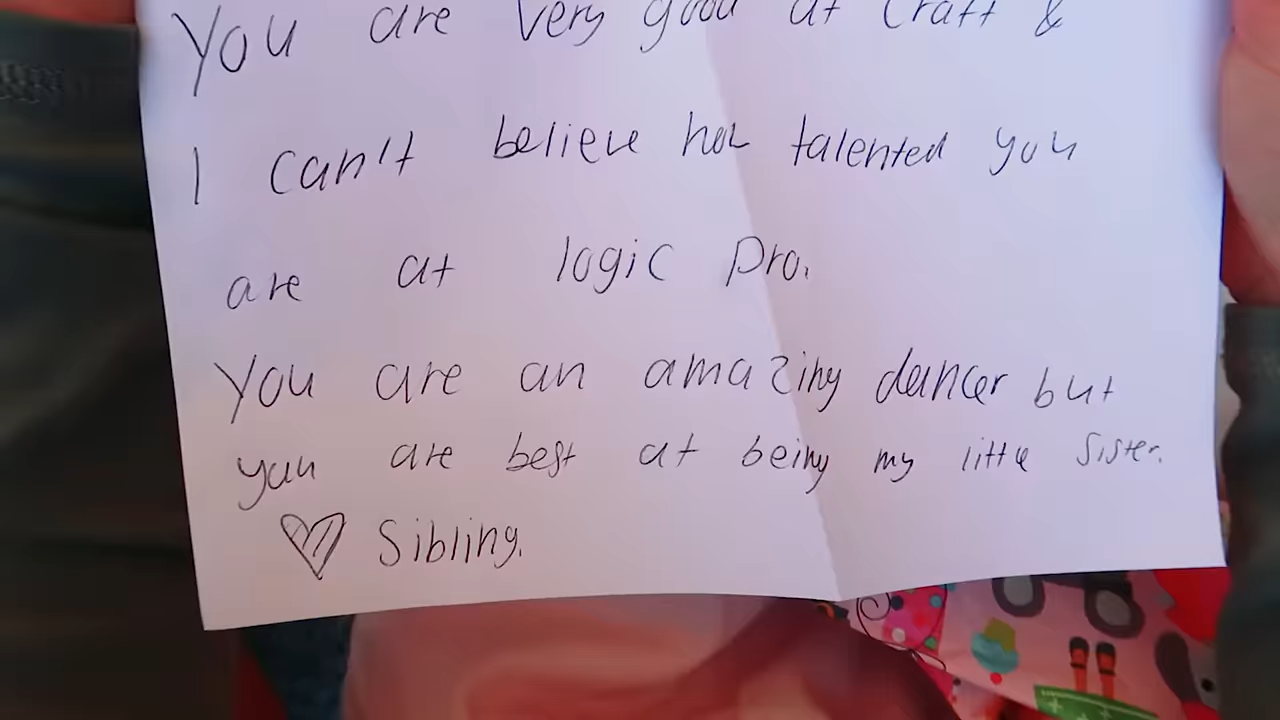 You are very good at Craft &
I can't believe how talented you
are at logic pro.
You are an amazing dancer but
you are best at being my little sister.
Sibling.